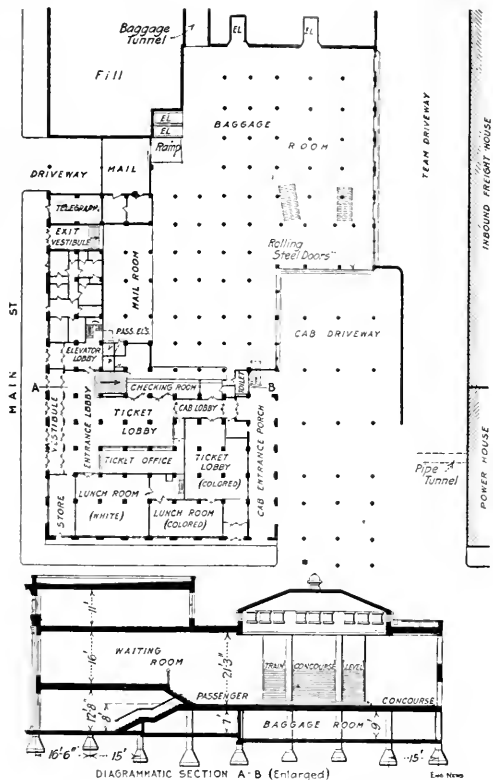 Baggage
Tunnel
EL
EL
Fill
BAGGAGE
ROOM
EL
EL
Ramp
TEAM DRIVEWAY
INBOUND FREIGHT HOUSE
DRIVEWAY
MAIL
TELEGRAPH
EXIT
VESTIBULE
MAIL ROOM
Rolling
Steel Doors
CAB DRIVEWAY
PASS. EL'S.
ELEVATOR
LOBBY
MAIN ST
A
B
CHECKING ROOM
TOILET
VESTIBULE
ENTRANCE LOBBY
TICKET
LOBBY
CAB LOBBY
TICKET OFFICE
TICKET
LOBBY
(COLORED)
CAB ENTRANCE PORCH
Pipe
Tunnel
POWER HOUSE
STORE
LUNCH ROOM
(WHITE)
LUNCH ROOM
(COLORED)
11'
16'
WAITING
ROOM
21'-3"
TRAIN
CONCOURSE
LEVEL
PASSENGER
CONCOURSE
12'-8"
8'
7'
BAGGAGE ROOM
9'
16'-6"
15'
15'
DIAGRAMMATIC SECTION A-B (Enlarged)
ENG NEWS